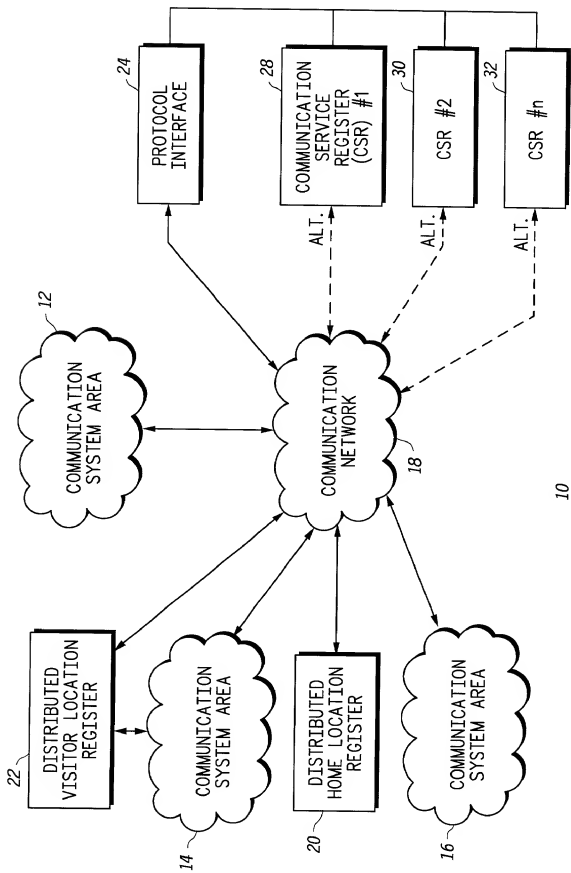 22
DISTRIBUTED
VISITOR LOCATION
REGISTER
14
COMMUNICATION
SYSTEM AREA
20
DISTRIBUTED
HOME LOCATION
REGISTER
16
COMMUNICATION
SYSTEM AREA
12
COMMUNICATION
SYSTEM AREA
COMMUNICATION
NETWORK
18
10
24
PROTOCOL
INTERFACE
28
COMMUNICATION
SERVICE
REGISTER
(CSR) #1
ALT.
30
CSR #2
ALT.
32
CSR #n
ALT.